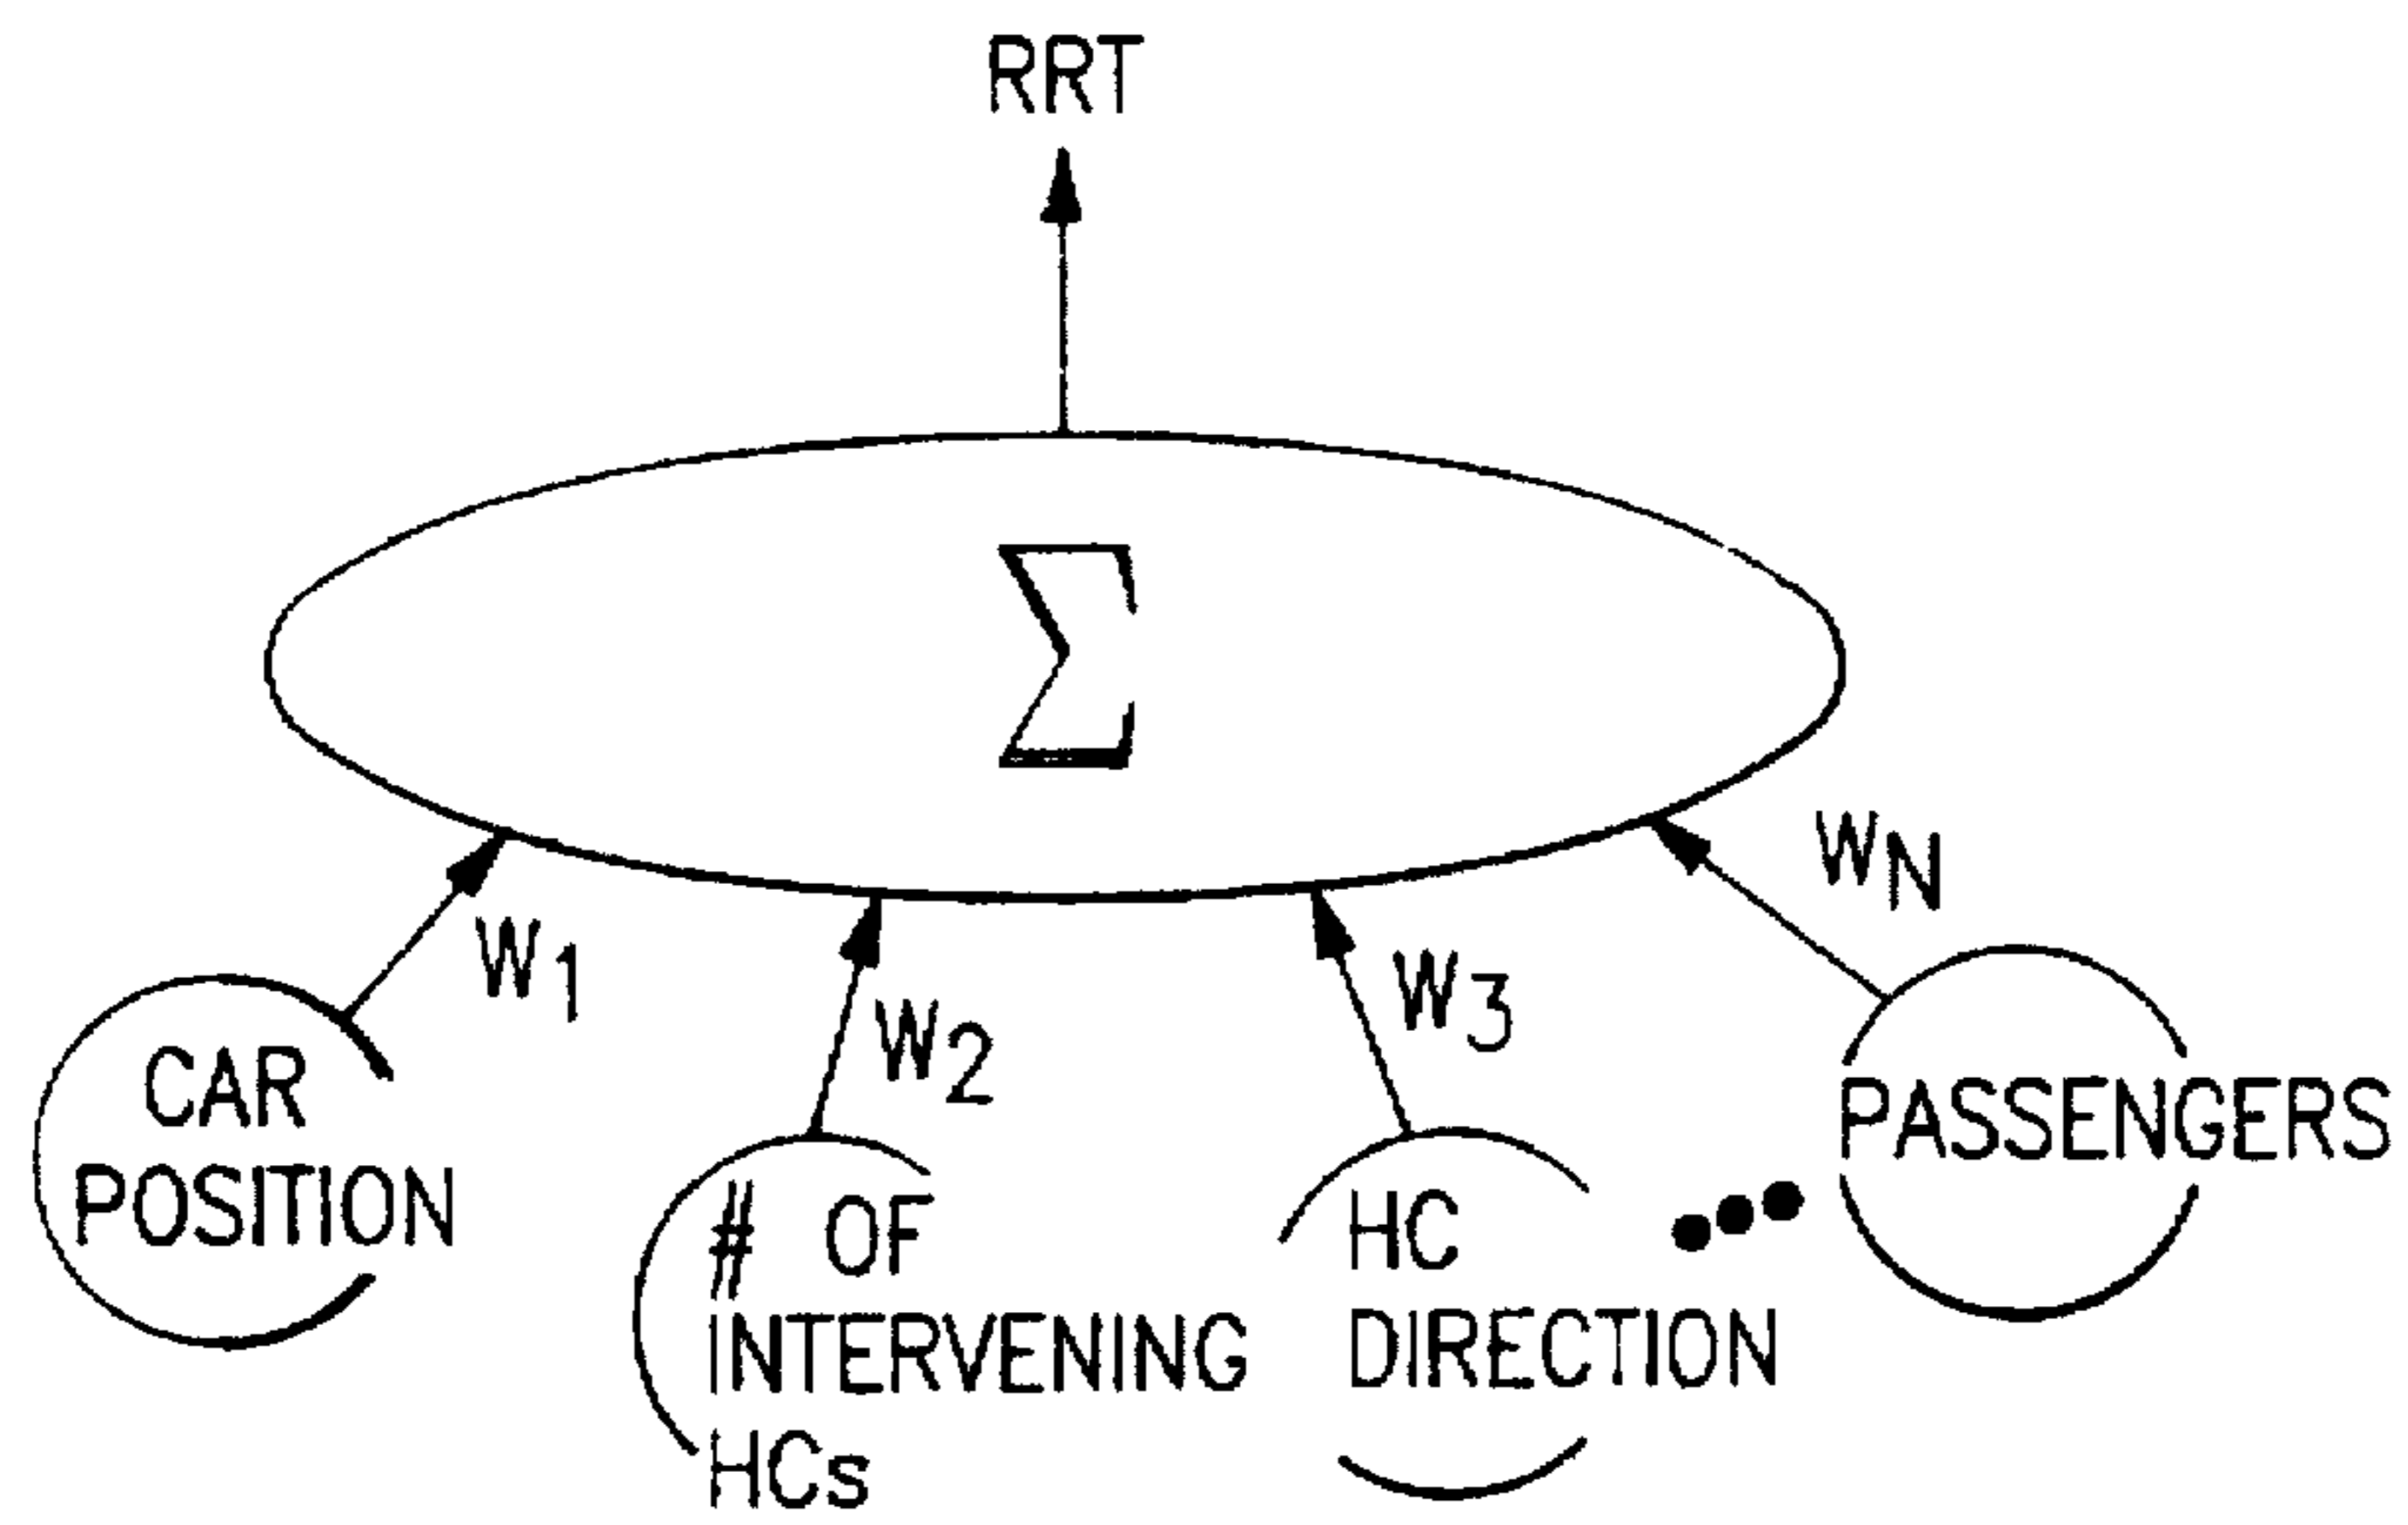 RRT
Σ
W1
W2
W3
WN
CAR
POSITION
# OF
INTERVENING
HCs
HC
DIRECTION
PASSENGERS